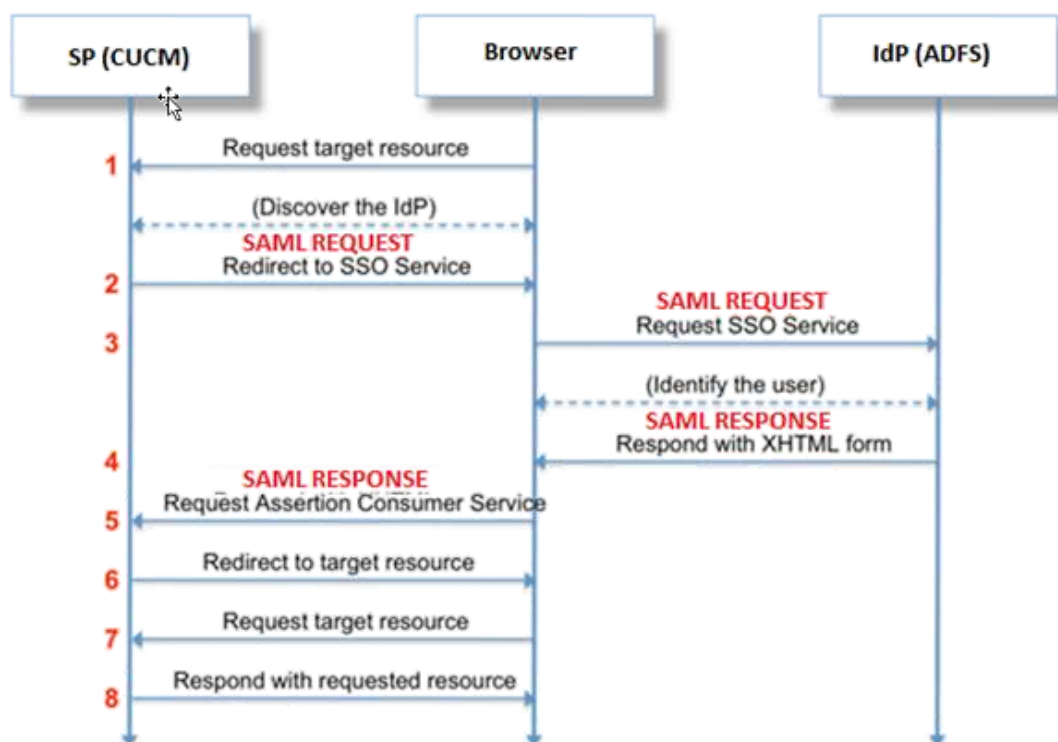 SP (CUCM)
Browser
IdP (ADFS)
1
Request target resource
(Discover the IdP)
SAML REQUEST
Redirect to SSO Service
2
SAML REQUEST
Request SSO Service
3
(Identify the user)
SAML RESPONSE
Respond with XHTML form
4
SAML RESPONSE
Request Assertion Consumer Service
5
Redirect to target resource
6
Request target resource
7
Respond with requested resource
8